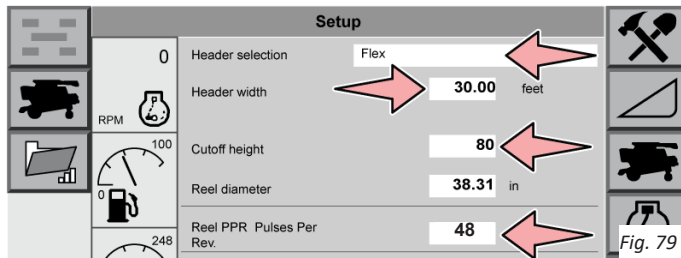 Setup
0
RPM
100
0
248
Header selection Flex
Header width 30.00 feet
Cutoff height 80
Reel diameter 38.31 in
Reel PPR Pulses Per
Rev. 48
Fig. 79